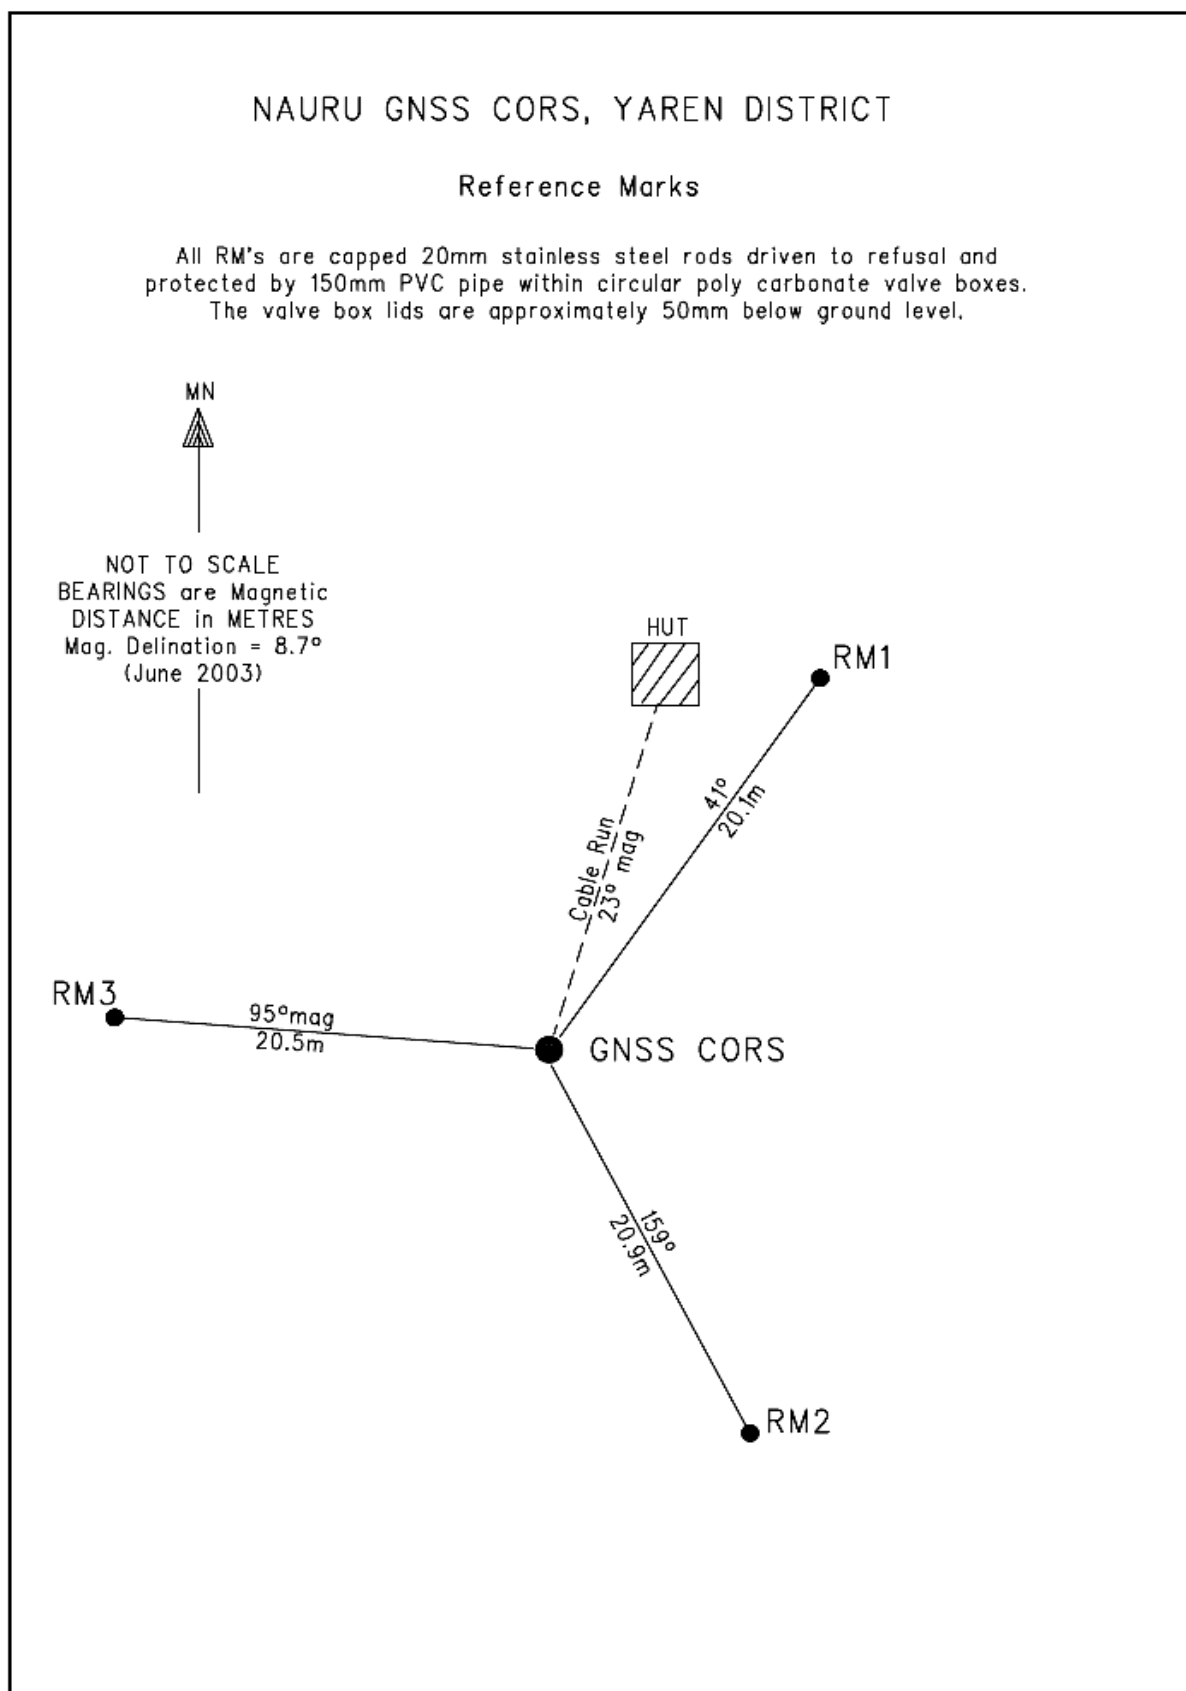 NAURU GNSS CORS, YAREN DISTRICT
Reference Marks
All RM's are capped 20mm stainless steel rods driven to refusal and
protected by 150mm PVC pipe within circular poly carbonate valve boxes.
The valve box lids are approximately 50mm below ground level.
MN
NOT TO SCALE
BEARINGS are Magnetic
DISTANCE in METRES
Mag. Delination = 8.7°
(June 2003)
HUT
RM1
41°
20.1m
Cable Run
23° mag
RM3
95°mag
20.5m
GNSS CORS
159°
20.9m
RM2